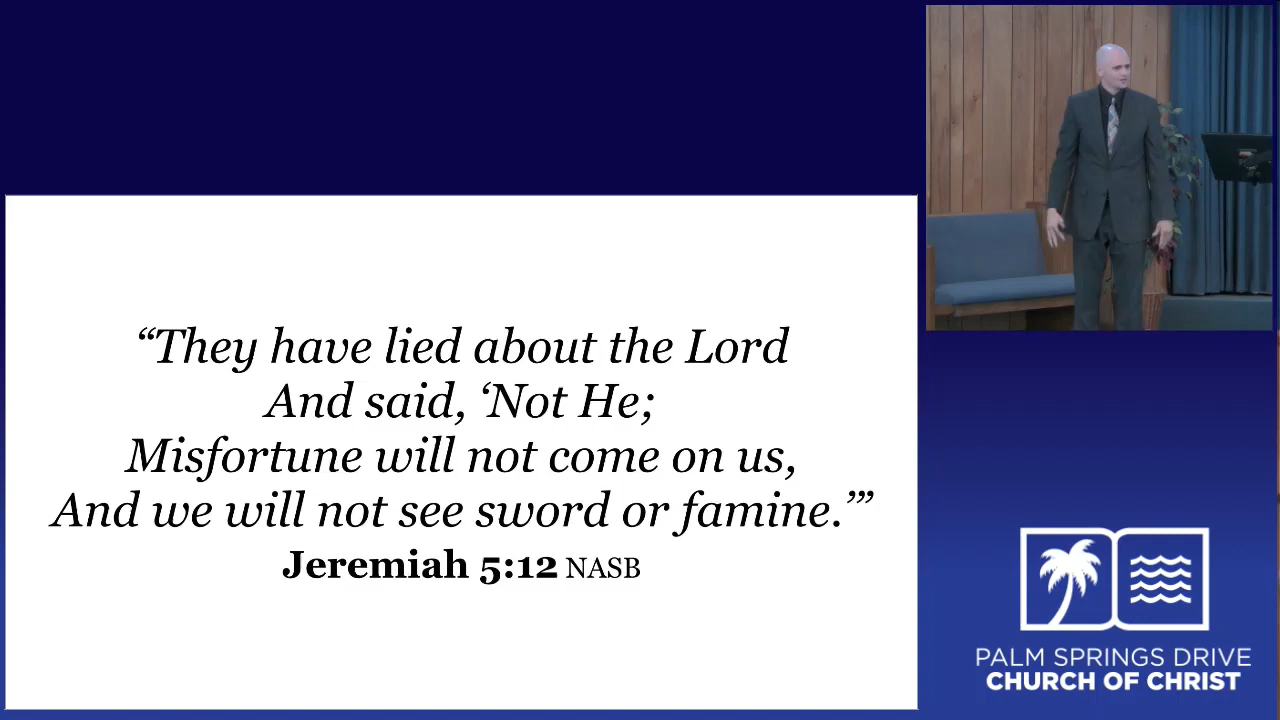 “They have lied about the Lord
And said, ‘Not He;
Misfortune will not come on us,
And we will not see sword or famine.’”
Jeremiah 5:12 NASB
PALM SPRINGS DRIVE
CHURCH OF CHRIST